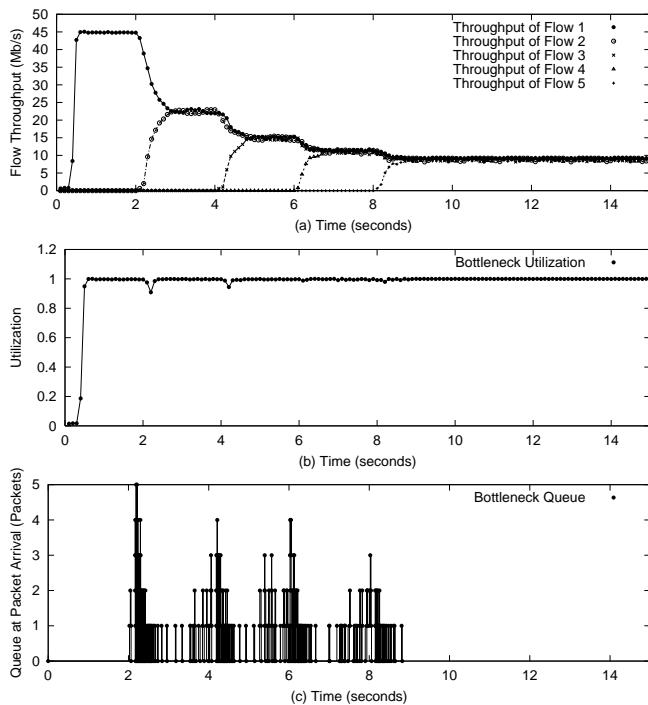 50
45
40
35
30
25
20
15
10
5
0
Flow Throughput (Mb/s)
Throughput of Flow 1
Throughput of Flow 2
Throughput of Flow 3
Throughput of Flow 4
Throughput of Flow 5
0 2 4 6 8 10 12 14
(a) Time (seconds)
1.2
1
0.8
0.6
0.4
0.2
0
Utilization
Bottleneck Utilization
0 2 4 6 8 10 12 14
(b) Time (seconds)
5
4
3
2
1
0
Queue at Packet Arrival (Packets)
Bottleneck Queue
0 2 4 6 8 10 12 14
(c) Time (seconds)